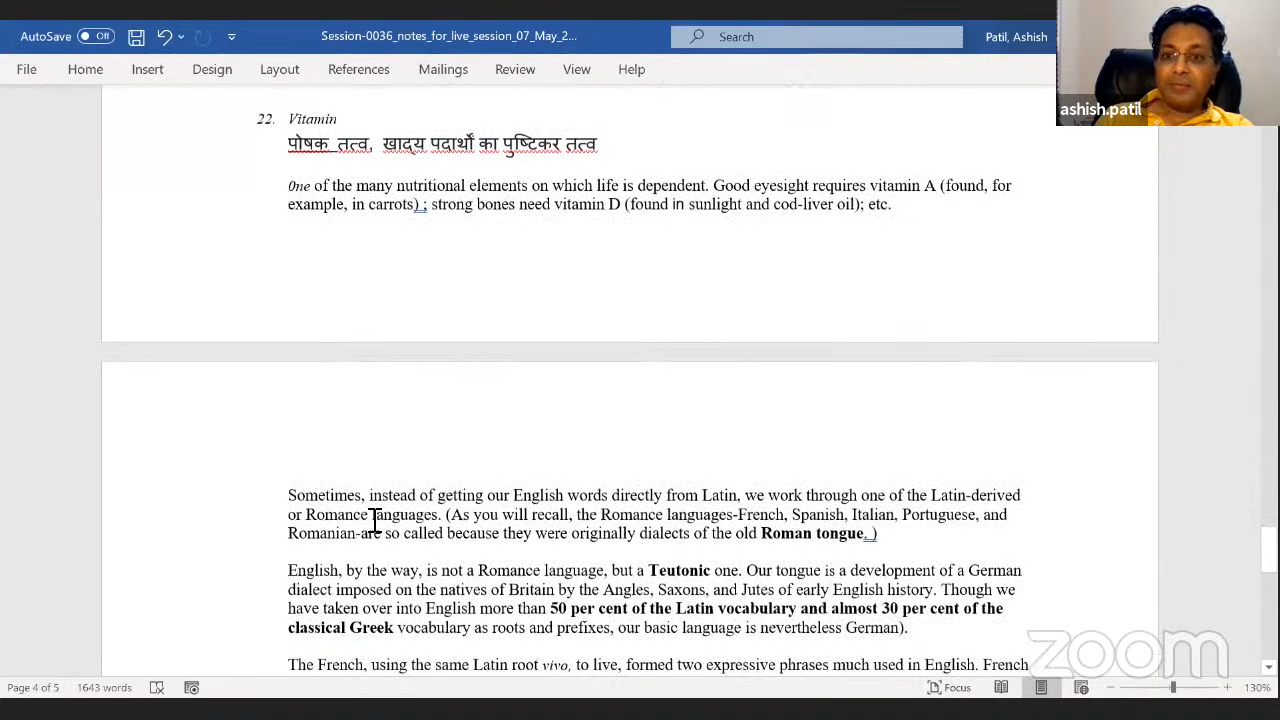 AutoSave Off Session-0036_notes_for_live_session_07_May_2... Search Patil, Ashish
File Home Insert Design Layout References Mailings Review View Help
ashish.patil
22. Vitamin
पोषक तत्व, खाद्य पदार्थों का पुष्टिकर तत्व
One of the many nutritional elements on which life is dependent. Good eyesight requires vitamin A (found, for
example, in carrots) ; strong bones need vitamin D (found in sunlight and cod-liver oil); etc.
Sometimes, instead of getting our English words directly from Latin, we work through one of the Latin-derived
or Romance languages. (As you will recall, the Romance languages-French, Spanish, Italian, Portuguese, and
Romanian-are so called because they were originally dialects of the old Roman tongue. )
English, by the way, is not a Romance language, but a Teutonic one. Our tongue is a development of a German
dialect imposed on the natives of Britain by the Angles, Saxons, and Jutes of early English history. Though we
have taken over into English more than 50 per cent of the Latin vocabulary and almost 30 per cent of the
classical Greek vocabulary as roots and prefixes, our basic language is nevertheless German).
The French, using the same Latin root vivo, to live, formed two expressive phrases much used in English. French
zoom
Page 4 of 5 1643 words Focus 130%